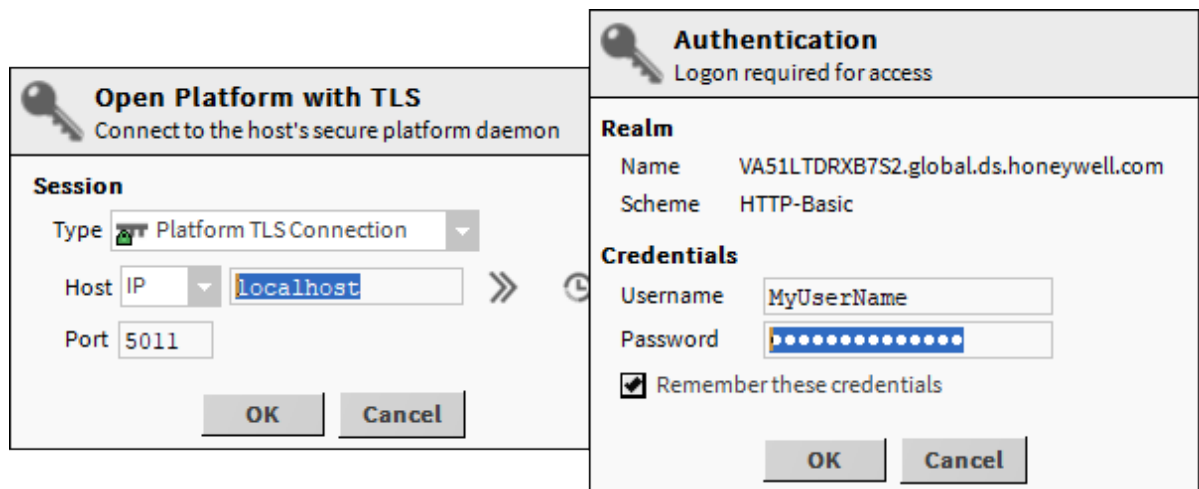 Open Platform with TLS
Connect to the host's secure platform daemon
Session
Type Platform TLS Connection
Host IP localhost
Port 5011
OK Cancel
Authentication
Logon required for access
Realm
Name VA51LTDRXB7S2.global.ds.honeywell.com
Scheme HTTP-Basic
Credentials
Username MyUserName
Password ••••••••••••••
Remember these credentials
OK Cancel